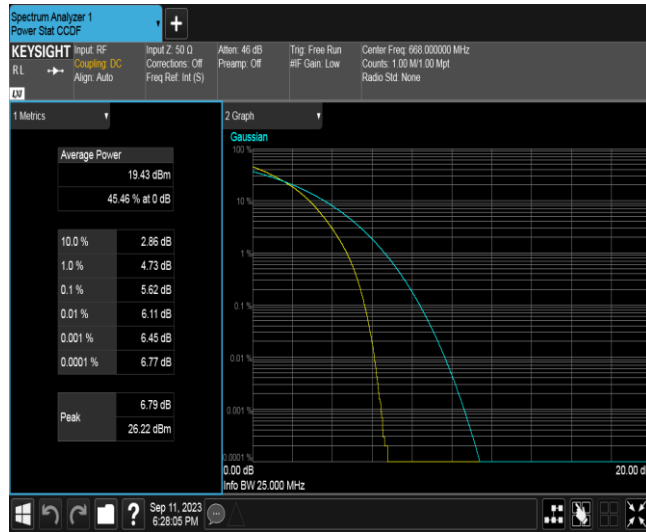 Spectrum Analyzer 1
Power Stat CCDF
+
KEYSIGHT
RL
LXI
Input: RF
Coupling: DC
Align: Auto
Input Z: 50 Ω
Corrections: Off
Freq Ref: Int (S)
Atten: 46 dB
Preamp: Off
Trig: Free Run
#IF Gain: Low
Center Freq: 668.000000 MHz
Counts: 1.00 M/1.00 Mpt
Radio Std: None
1 Metrics
Average Power
19.43 dBm
45.46 % at 0 dB
10.0 % 2.86 dB
1.0 % 4.73 dB
0.1 % 5.62 dB
0.01 % 6.11 dB
0.001 % 6.45 dB
0.0001 % 6.77 dB
Peak
6.79 dB
26.22 dBm
2 Graph
Gaussian
100 %
10 %
1 %
0.1 %
0.01 %
0.001 %
0.0001 %
0.00 dB
20.00 d
Info BW 25.000 MHz
?
Sep 11, 2023
6:28:05 PM